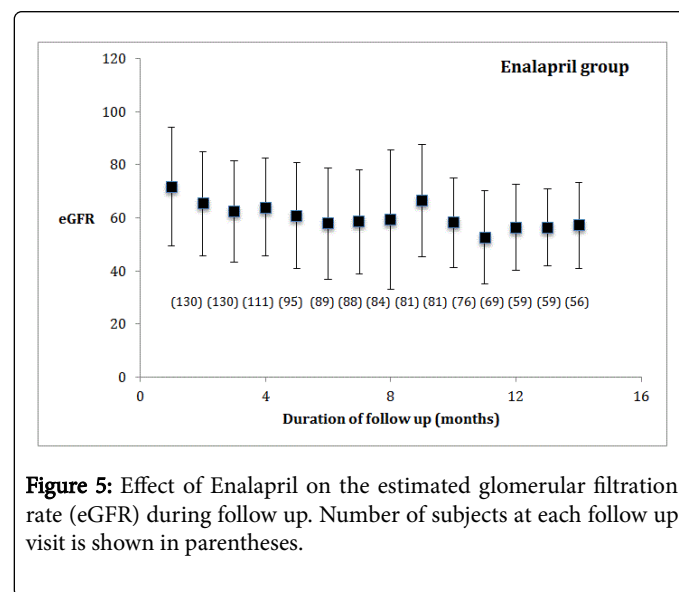 Enalapril group
120
100
80
60
40
20
0
eGFR
(130) (130) (111) (95) (89) (88) (84) (81) (81) (76) (69) (59) (59) (56)
0 4 8 12 16
Duration of follow up (months)
Figure 5: Effect of Enalapril on the estimated glomerular filtration
rate (eGFR) during follow up. Number of subjects at each follow up
visit is shown in parentheses.